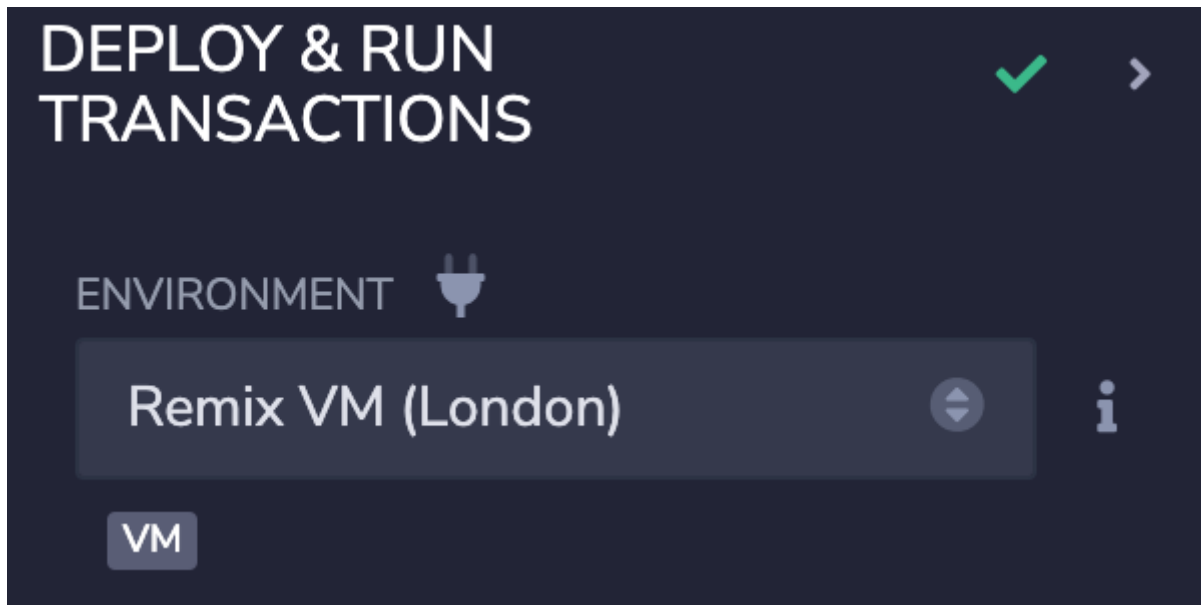 DEPLOY & RUN
TRANSACTIONS
ENVIRONMENT
Remix VM (London)
VM